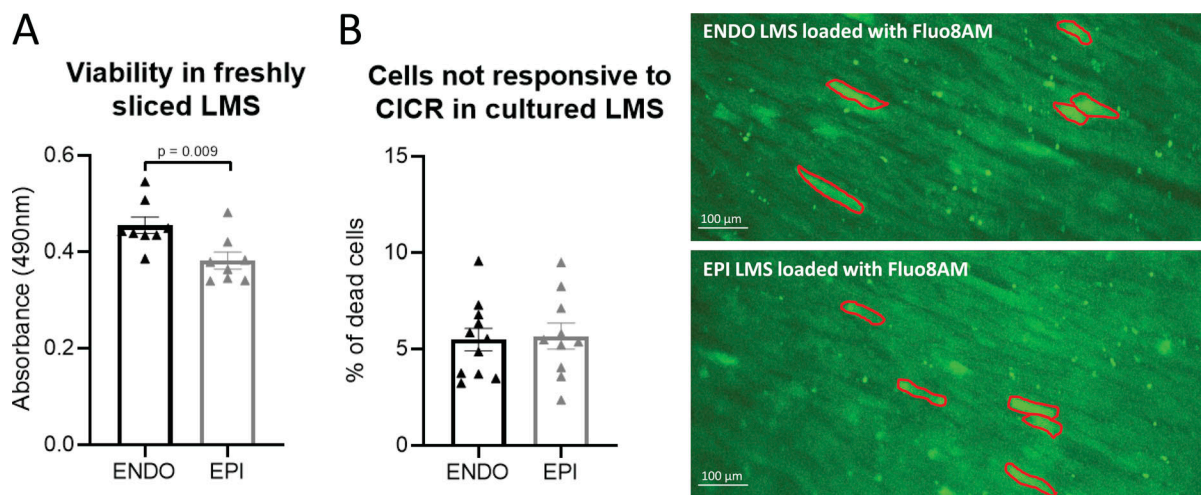 A
Viability in freshly
sliced LMS
p = 0.009
Absorbance (490nm)
0.6
0.4
0.2
0.0
ENDO EPI
B
Cells not responsive to
CICR in cultured LMS
% of dead cells
15
10
5
0
ENDO EPI
ENDO LMS loaded with Fluo8AM
100 µm
EPI LMS loaded with Fluo8AM
100 µm